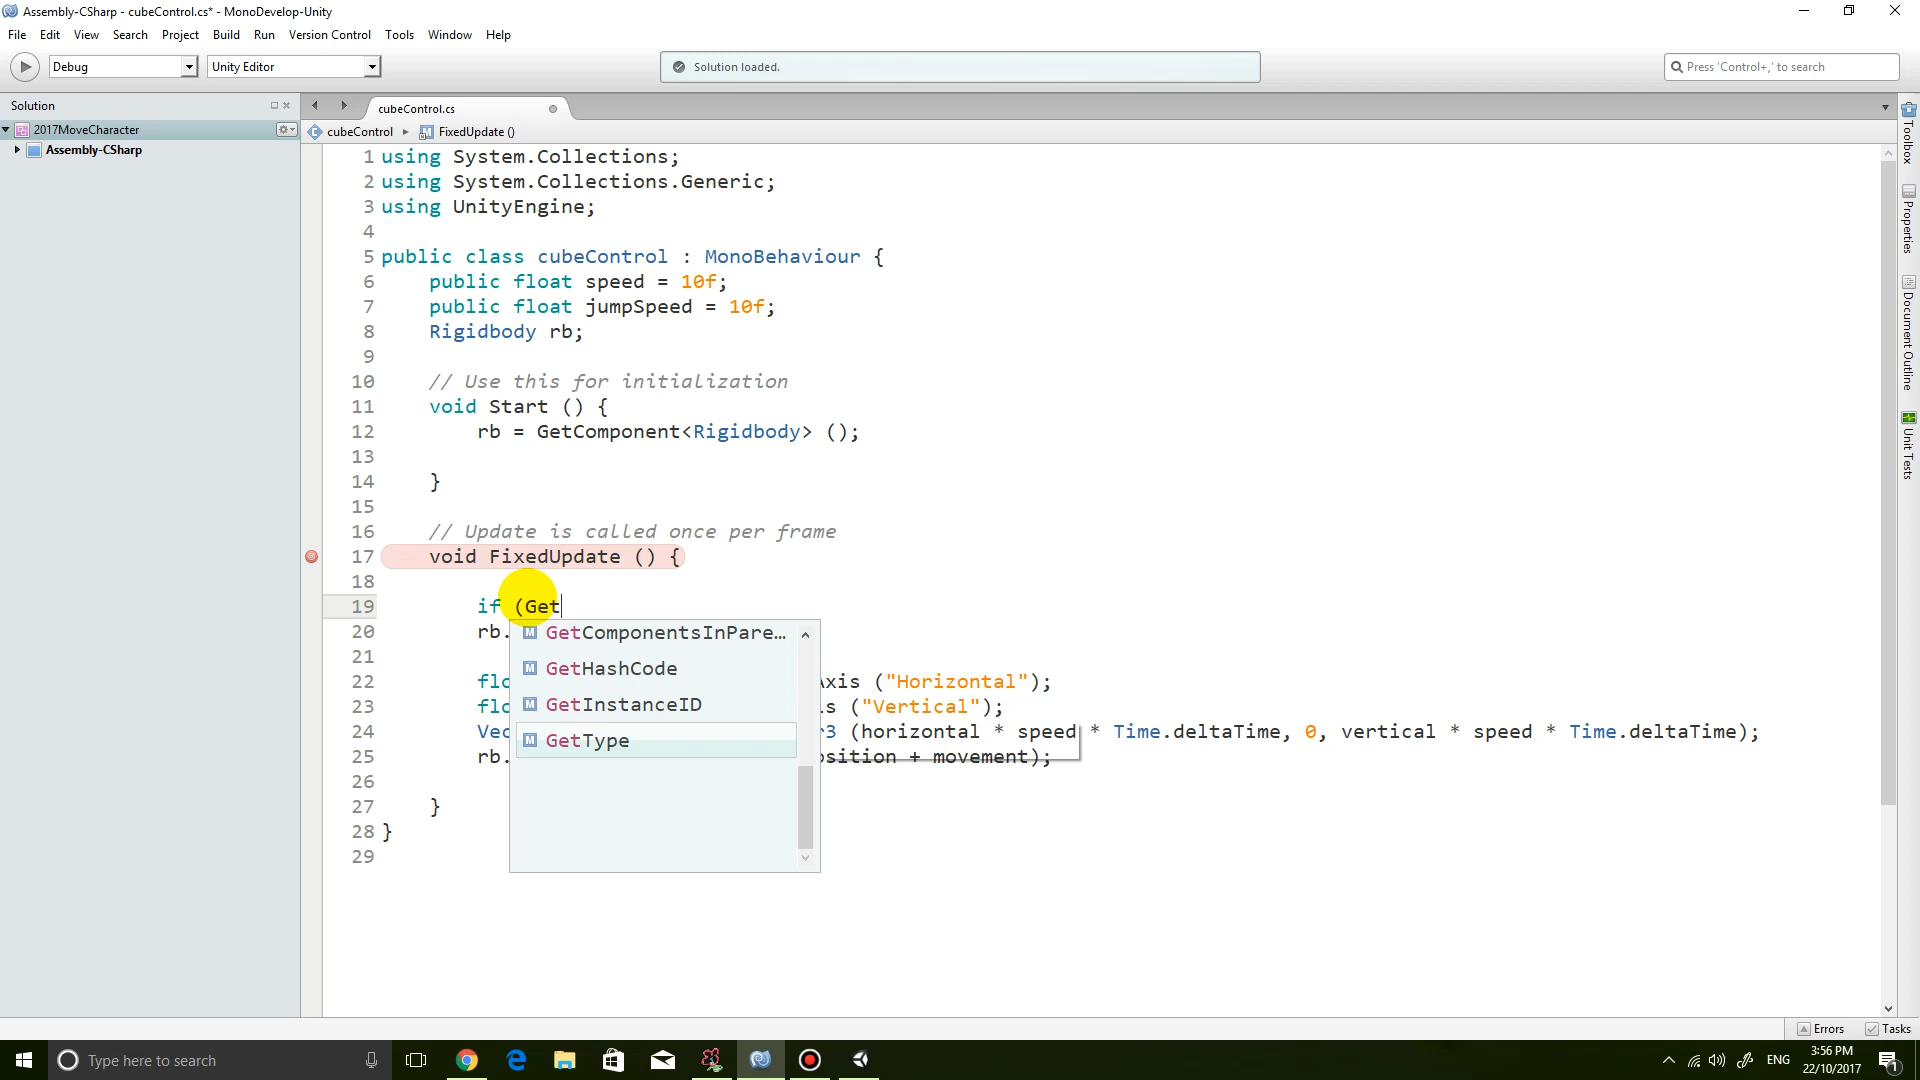 Assembly-CSharp - cubeControl.cs* - MonoDevelop-Unity
File Edit View Search Project Build Run Version Control Tools Window Help
Debug Unity Editor Solution loaded. Press 'Control+,' to search
Solution
cubeControl.cs
2017MoveCharacter
cubeControl ▸ FixedUpdate ()
Assembly-CSharp
1 using System.Collections;
2 using System.Collections.Generic;
3 using UnityEngine;
4
5 public class cubeControl : MonoBehaviour {
6 public float speed = 10f;
7 public float jumpSpeed = 10f;
8 Rigidbody rb;
9
10 // Use this for initialization
11 void Start () {
12 rb = GetComponent<Rigidbody> ();
13
14 }
15
16 // Update is called once per frame
17 void FixedUpdate () {
18
19 if (Get
20 rb.
21
22 flo Axis ("Horizontal");
23 flo is ("Vertical");
24 Vec r3 (horizontal * speed * Time.deltaTime, 0, vertical * speed * Time.deltaTime);
25 rb. osition + movement);
26
27 }
28 }
29
GetComponentsInPare...
GetHashCode
GetInstanceID
GetType
Toolbox
Properties
Document Outline
Unit Tests
Errors Tasks
Type here to search
ENG
3:56 PM
22/10/2017
1